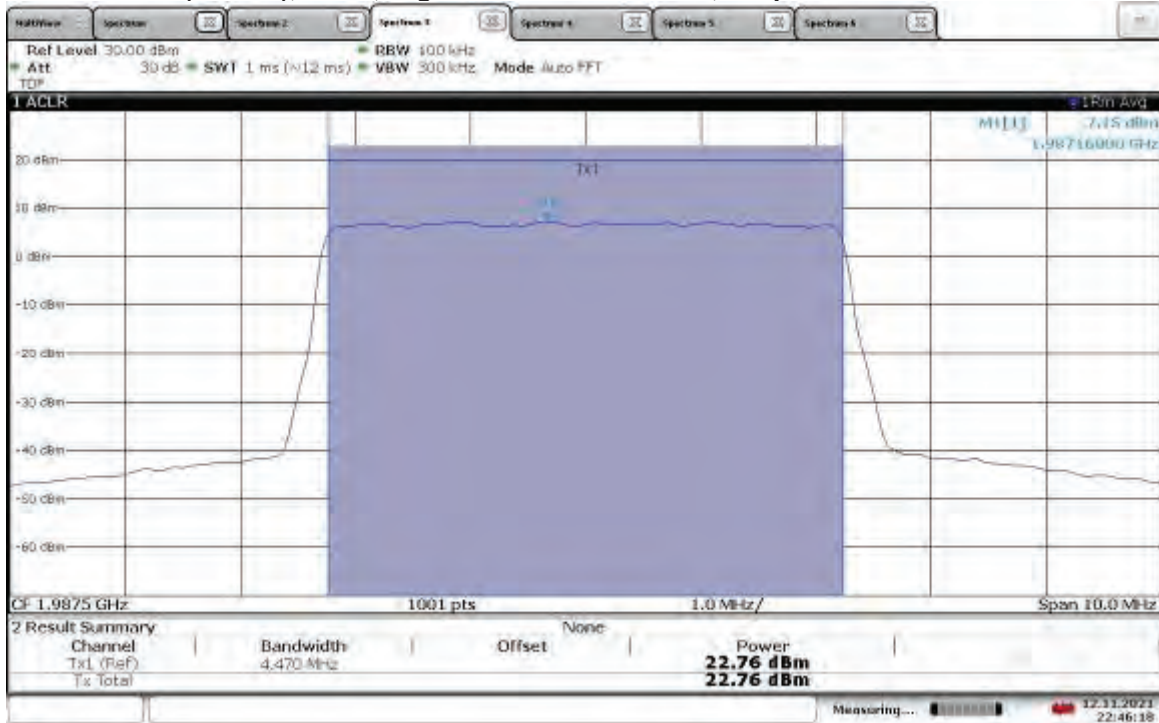 MultiView Spectrum Spectrum 2 Spectrum 3 Spectrum 4 Spectrum 5 Spectrum 6
Ref Level 30.00 dBm RBW 100 kHz
Att 30 dB SWT 1 ms (~12 ms) VBW 300 kHz Mode Auto FFT
TDF
1 ACLR 1Rm Avg
M1[1] 7.15 dBm
1.98716000 GHz
20 dBm
Tx1
10 dBm
0 dBm
-10 dBm
-20 dBm
-30 dBm
-40 dBm
-50 dBm
-60 dBm
CF 1.9875 GHz 1001 pts 1.0 MHz/ Span 10.0 MHz
2 Result Summary None
Channel Bandwidth Offset Power
Tx1 (Ref) 4.470 MHz 22.76 dBm
Tx Total 22.76 dBm
Measuring... 12.11.2021
22:46:18